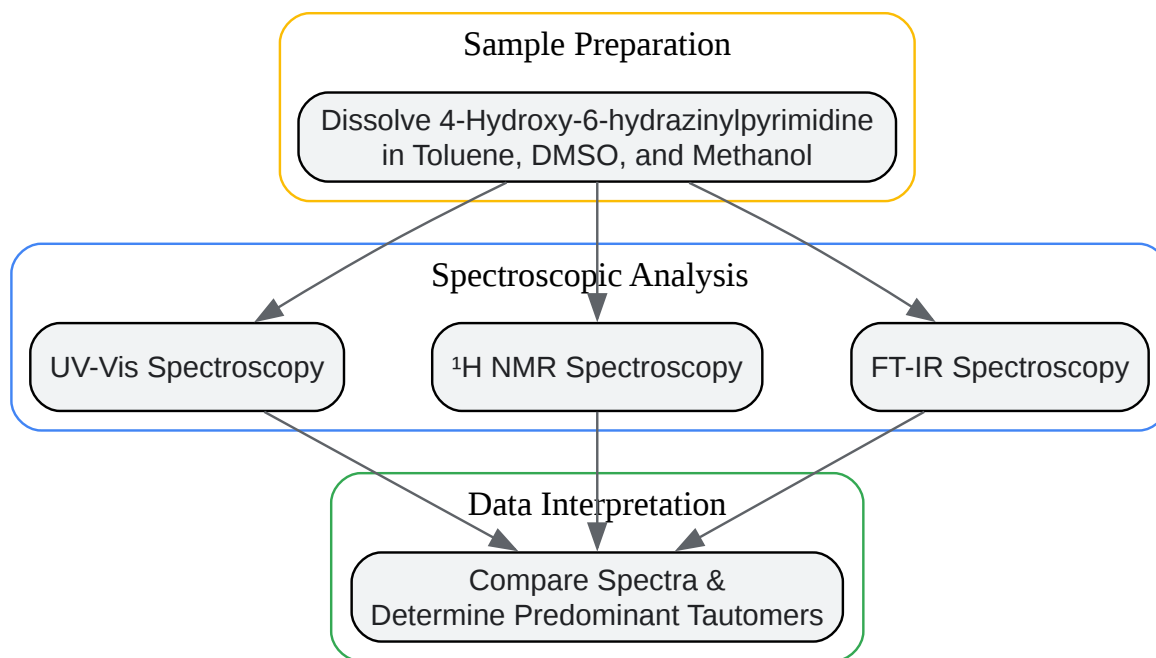 Sample Preparation
Dissolve 4-Hydroxy-6-hydrazinylpyrimidine
in Toluene, DMSO, and Methanol
Spectroscopic Analysis
UV-Vis Spectroscopy
¹H NMR Spectroscopy
FT-IR Spectroscopy
Data Interpretation
Compare Spectra &
Determine Predominant Tautomers